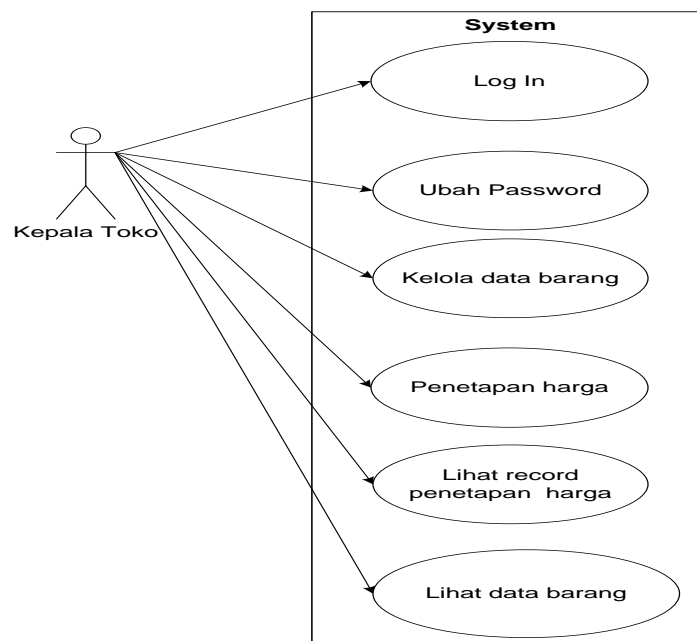 System
Log In
Ubah Password
Kepala Toko
Kelola data barang
Penetapan harga
Lihat record
penetapan harga
Lihat data barang